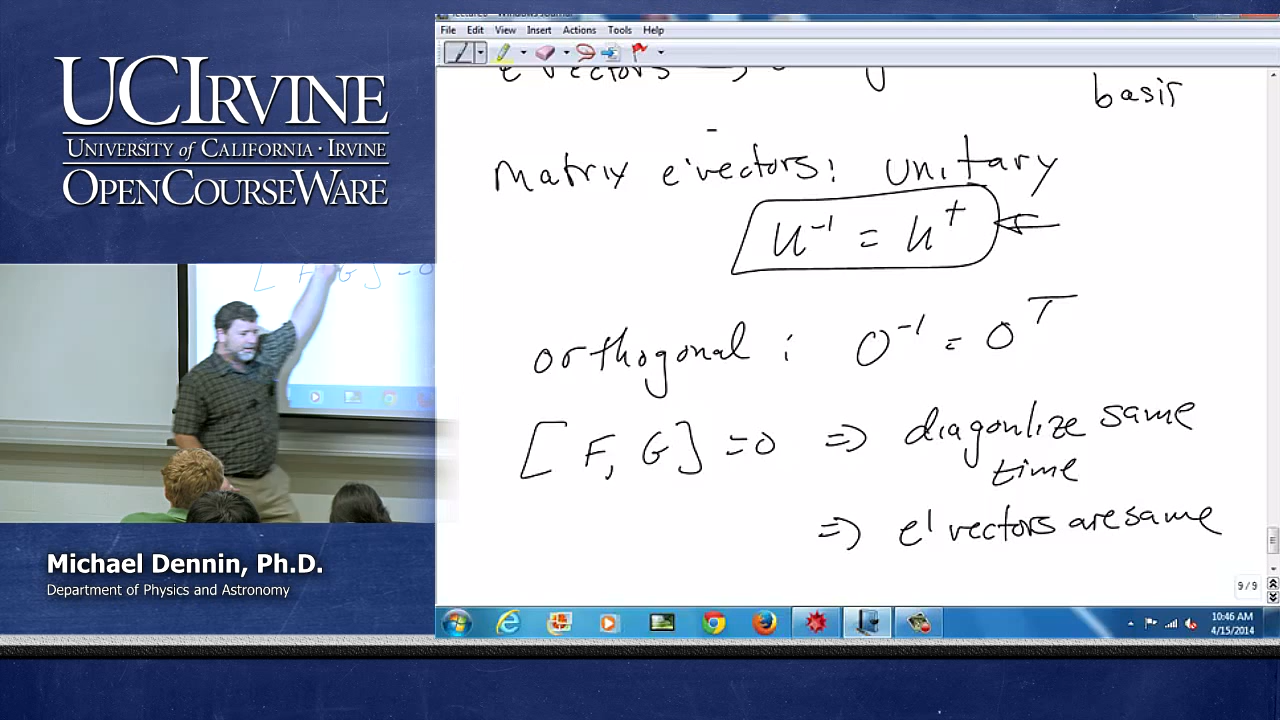 UCIRVINE
UNIVERSITY of CALIFORNIA · IRVINE
OPENCOURSEWARE
[F, G] = 0
Michael Dennin, Ph.D.
Department of Physics and Astronomy
File Edit View Insert Actions Tools Help
e'vectors =>
basis
matrix e'vectors: unitary
U⁻¹ = U†
orthogonal : O⁻¹ = Oᵀ
[F, G] = 0 => diagonlize same
time
=> e'vectors are same
9/9
10:46 AM
4/15/2014